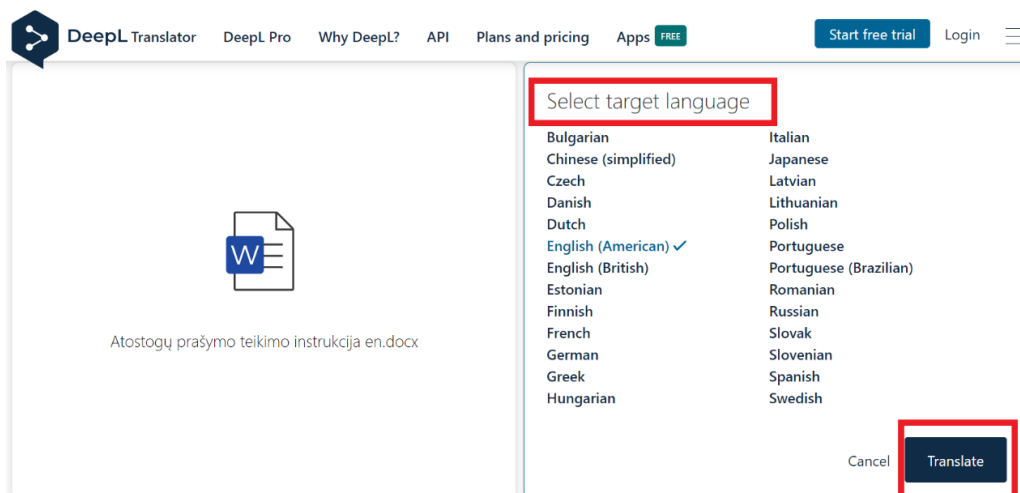 DeepL Translator DeepL Pro Why DeepL? API Plans and pricing Apps FREE Start free trial Login
W
Atostogų prašymo teikimo instrukcija en.docx
Select target language
Bulgarian
Chinese (simplified)
Czech
Danish
Dutch
English (American)
English (British)
Estonian
Finnish
French
German
Greek
Hungarian
Italian
Japanese
Latvian
Lithuanian
Polish
Portuguese
Portuguese (Brazilian)
Romanian
Russian
Slovak
Slovenian
Spanish
Swedish
Cancel Translate